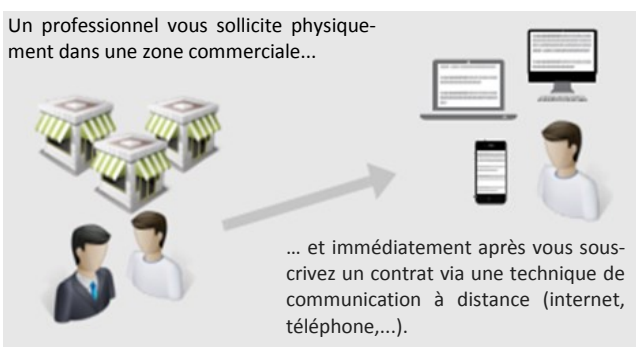 Un professionnel vous sollicite physique-
ment dans une zone commerciale...
... et immédiatement après vous sous-
crivez un contrat via une technique de
communication à distance (internet,
téléphone,...).